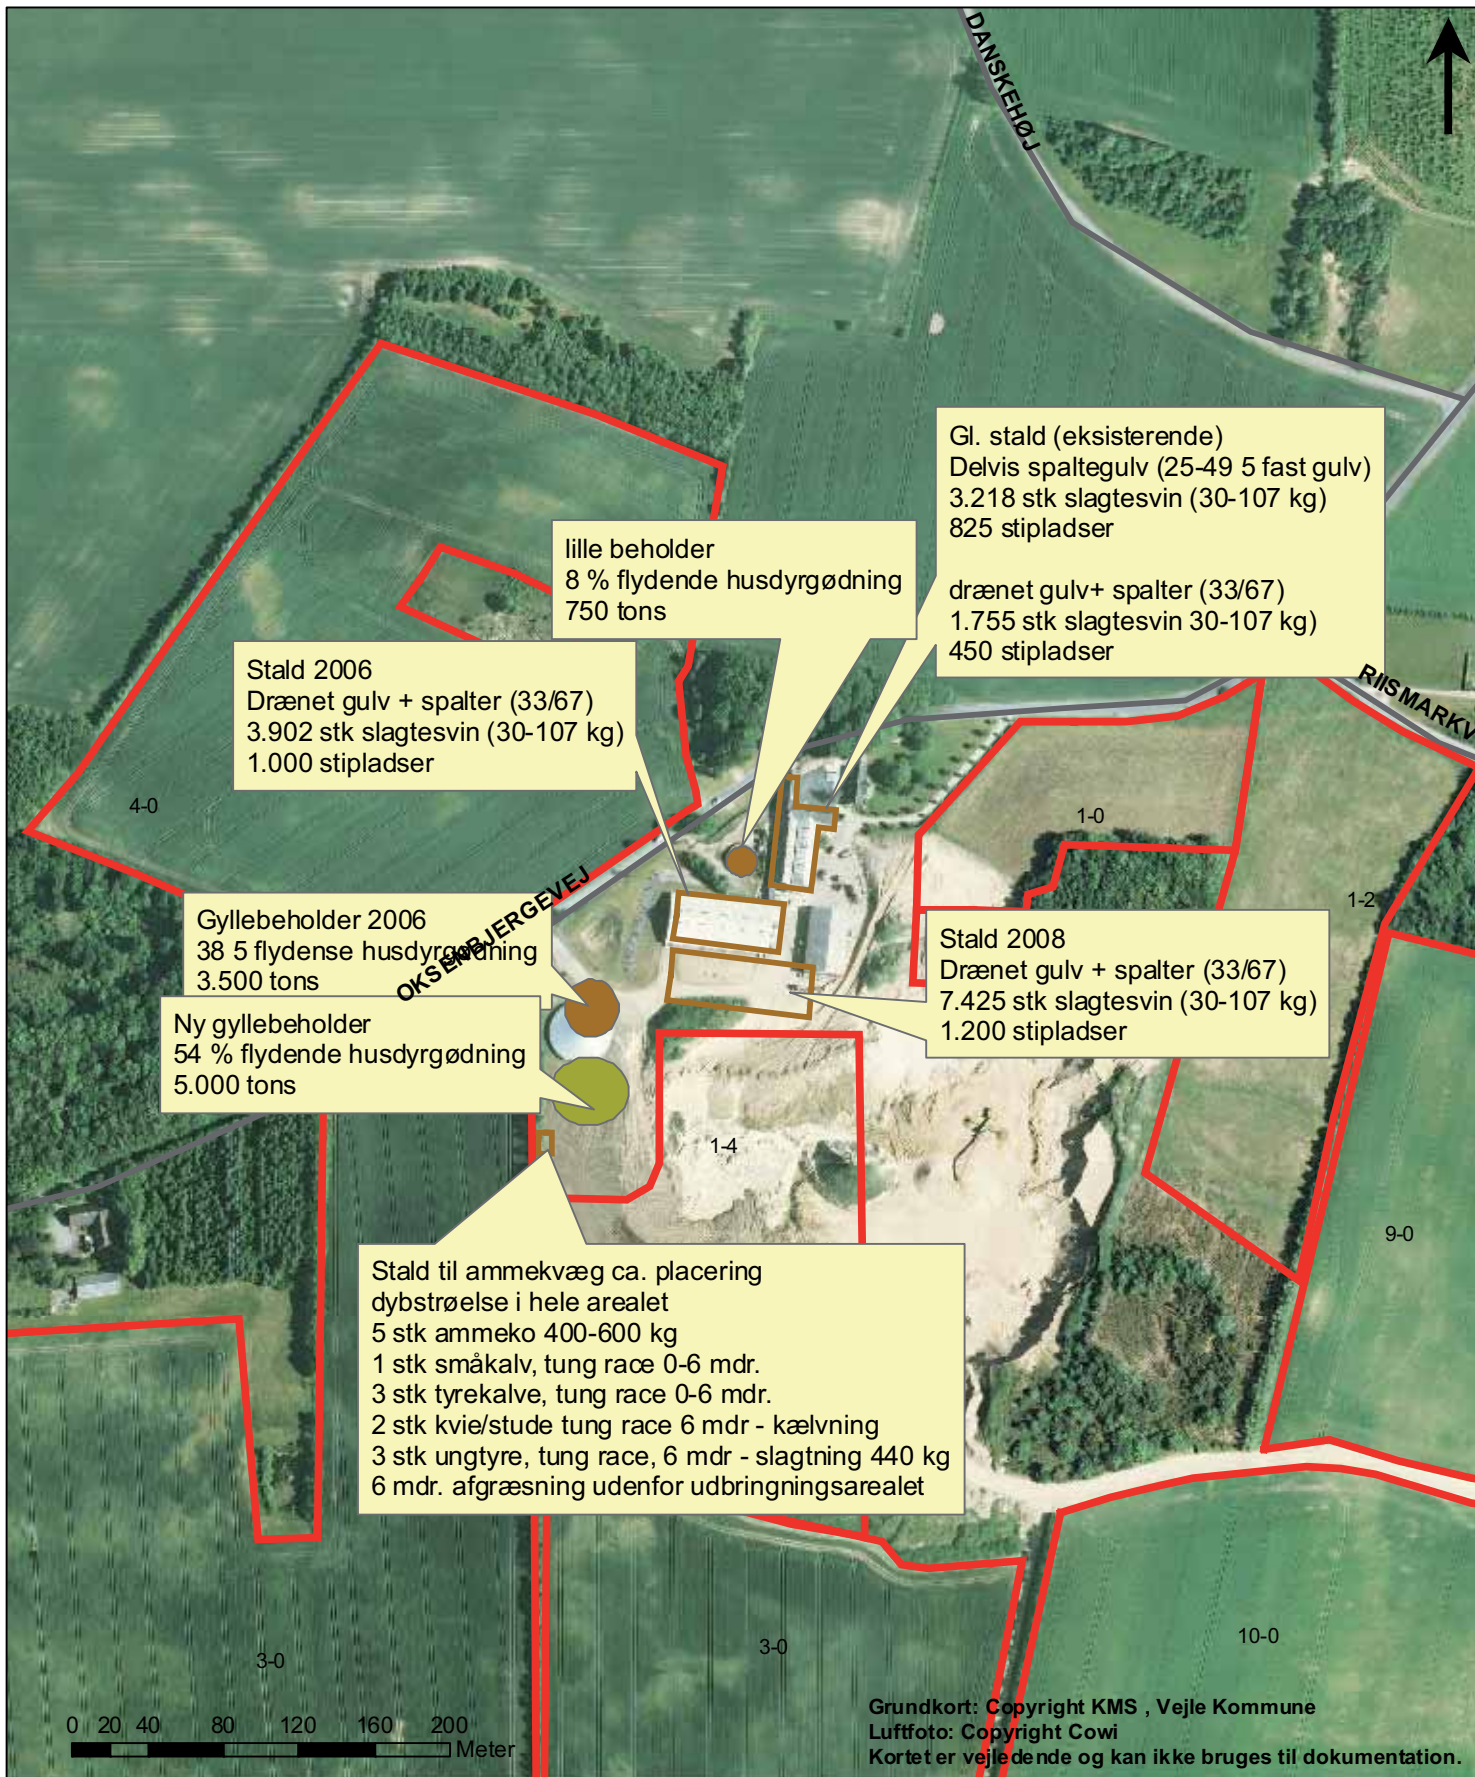 DANSKEHØJ
Gl. stald (eksisterende)
Delvis spaltegulv (25-49 5 fast gulv)
3.218 stk slagtesvin (30-107 kg)
825 stipladser
drænet gulv+ spalter (33/67)
1.755 stk slagtesvin 30-107 kg)
450 stipladser
lille beholder
8 % flydende husdyrgødning
750 tons
Stald 2006
Drænet gulv + spalter (33/67)
3.902 stk slagtesvin (30-107 kg)
1.000 stipladser
RIISMARKV
4-0
1-0
1-2
Gyllebeholder 2006
38 5 flydense husdyrgødning
3.500 tons
OKSENBJERGEVEJ
Stald 2008
Drænet gulv + spalter (33/67)
7.425 stk slagtesvin (30-107 kg)
1.200 stipladser
Ny gyllebeholder
54 % flydende husdyrgødning
5.000 tons
1-4
9-0
Stald til ammekvæg ca. placering
dybstrøelse i hele arealet
5 stk ammeko 400-600 kg
1 stk småkalv, tung race 0-6 mdr.
3 stk tyrekalve, tung race 0-6 mdr.
2 stk kvie/stude tung race 6 mdr - kælvning
3 stk ungtyre, tung race, 6 mdr - slagtning 440 kg
6 mdr. afgræsning udenfor udbringningsarealet
3-0
3-0
10-0
0 20 40 80 120 160 200
Meter
Grundkort: Copyright KMS , Vejle Kommune
Luftfoto: Copyright Cowi
Kortet er vejledende og kan ikke bruges til dokumentation.